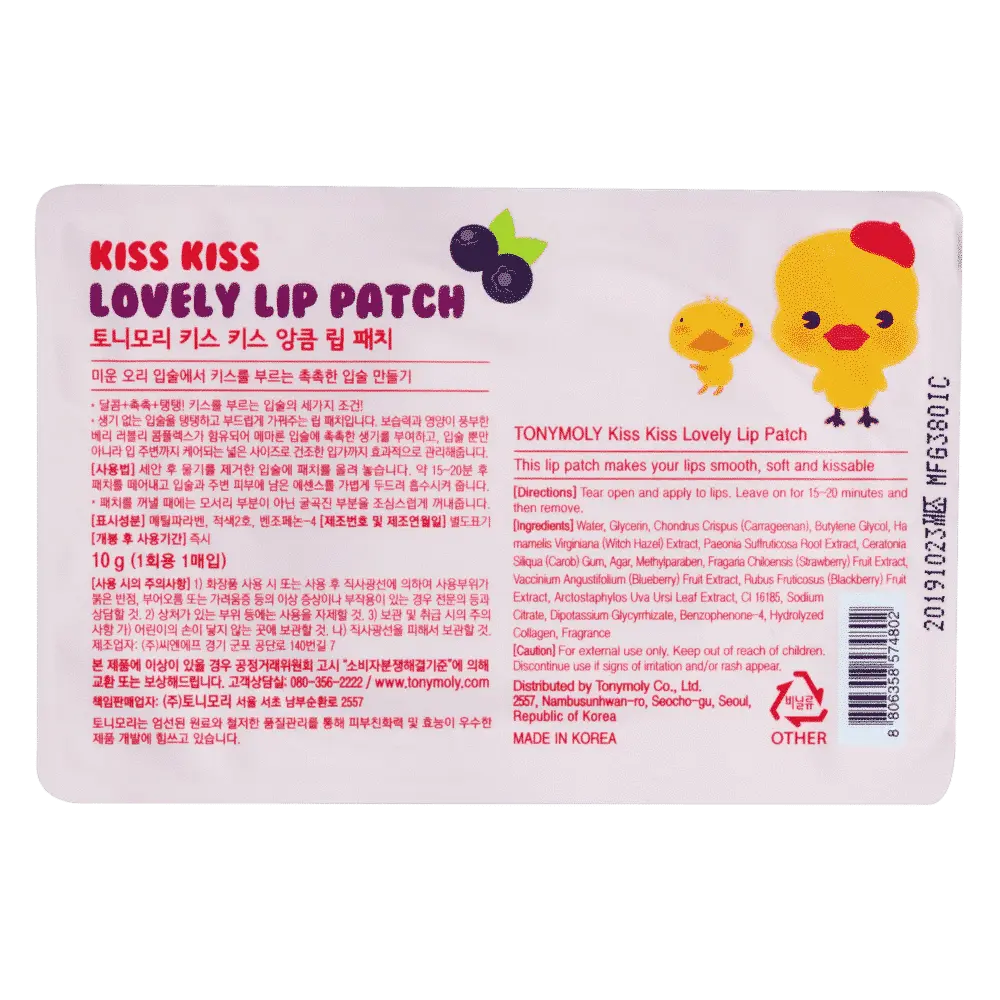 KISS KISS
LOVELY LIP PATCH
토니모리 키스 키스 앙큼 립 패치
미운 오리 입술에서 키스를 부르는 촉촉한 입술 만들기
• 달콤+촉촉+탱탱! 키스를 부르는 입술의 세가지 조건!
• 생기 없는 입술을 탱탱하고 부드럽게 가꿔주는 립 패치입니다. 보습력과 영양이 풍부한
베리 러블리 콤플렉스가 함유되어 메마른 입술에 촉촉한 생기를 부여하고, 입술 뿐만
아니라 입 주변까지 케어되는 넓은 사이즈로 건조한 입가까지 효과적으로 관리해줍니다.
[사용법] 세안 후 물기를 제거한 입술에 패치를 올려 놓습니다. 약 15~20분 후
패치를 떼어내고 입술과 주변 피부에 남은 에센스를 가볍게 두드려 흡수시켜 줍니다.
• 패치를 꺼낼 때에는 모서리 부분이 아닌 굴곡진 부분을 조심스럽게 꺼내줍니다.
[표시성분] 메틸파라벤, 적색2호, 벤조페논-4 [제조번호 및 제조연월일] 별도표기
[개봉 후 사용기간] 즉시
10 g (1회용 1매입)
[사용 시의 주의사항] 1) 화장품 사용 시 또는 사용 후 직사광선에 의하여 사용부위가
붉은 반점, 부어오름 또는 가려움증 등의 이상 증상이나 부작용이 있는 경우 전문의 등과
상담할 것. 2) 상처가 있는 부위 등에는 사용을 자제할 것. 3) 보관 및 취급 시의 주의
사항 가) 어린이의 손이 닿지 않는 곳에 보관할 것. 나) 직사광선을 피해서 보관할 것.
제조업자: (주)씨엔에프 경기 군포 공단로 140번길 7
본 제품에 이상이 있을 경우 공정거래위원회 고시 "소비자분쟁해결기준"에 의해
교환 또는 보상해드립니다. 고객상담실: 080-356-2222 / www.tonymoly.com
책임판매업자: (주)토니모리 서울 서초 남부순환로 2557
토니모리는 엄선된 원료와 철저한 품질관리를 통해 피부친화력 및 효능이 우수한
제품 개발에 힘쓰고 있습니다.
TONYMOLY Kiss Kiss Lovely Lip Patch
This lip patch makes your lips smooth, soft and kissable
[Directions] Tear open and apply to lips. Leave on for 15-20 minutes and
then remove.
[Ingredients] Water, Glycerin, Chondrus Crispus (Carrageenan), Butylene Glycol, Ha
mamelis Virginiana (Witch Hazel) Extract, Paeonia Suffruticosa Root Extract, Ceratonia
Siliqua (Carob) Gum, Agar, Methylparaben, Fragaria Chiloensis (Strawberry) Fruit Extract,
Vaccinium Angustifolium (Blueberry) Fruit Extract, Rubus Fruticosus (Blackberry) Fruit
Extract, Arctostaphylos Uva Ursi Leaf Extract, CI 16185, Sodium
Citrate, Dipotassium Glycyrrhizate, Benzophenone-4, Hydrolyzed
Collagen, Fragrance
[Caution] For external use only. Keep out of reach of children.
Discontinue use if signs of irritation and/or rash appear.
Distributed by Tonymoly Co., Ltd.
2557, Nambusunhwan-ro, Seocho-gu, Seoul,
Republic of Korea
MADE IN KOREA
비닐류
OTHER
8 806358 574802
20191023제조 MFG3801C